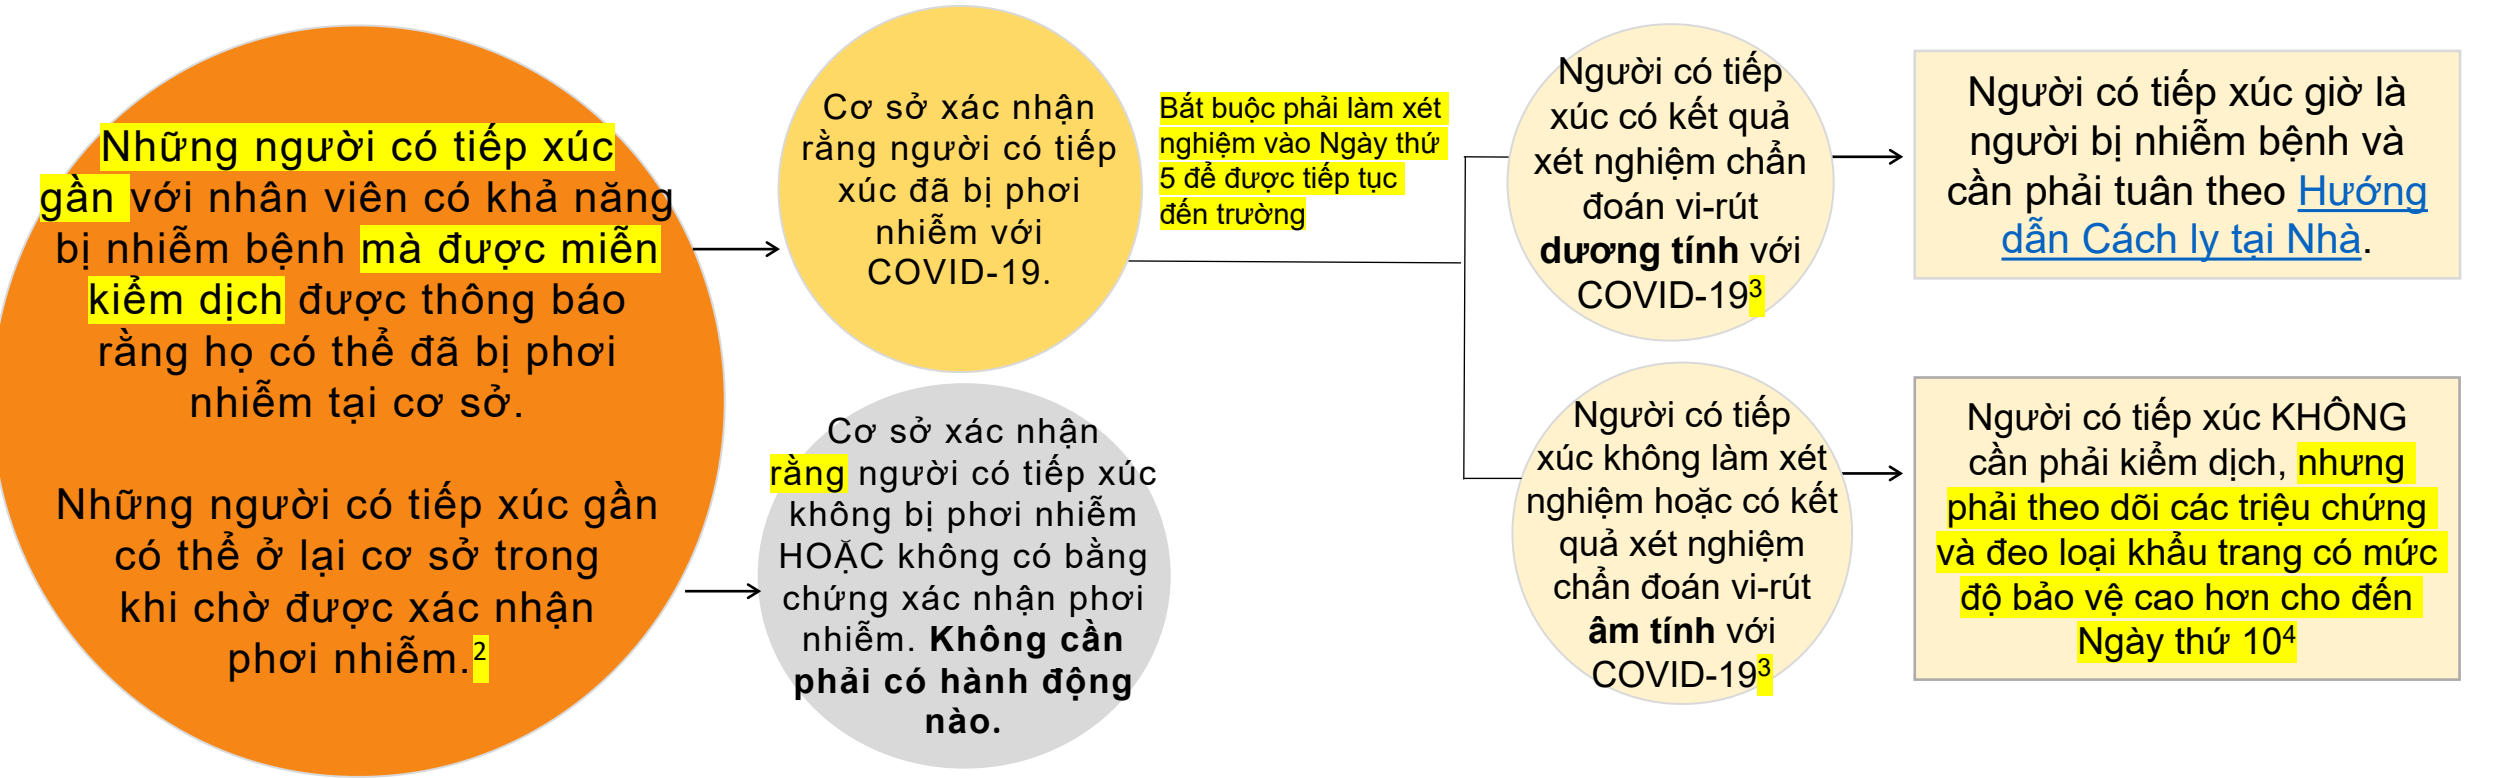 Những người có tiếp xúc
gần với nhân viên có khả năng
bị nhiễm bệnh mà được miễn
kiểm dịch được thông báo
rằng họ có thể đã bị phơi
nhiễm tại cơ sở.
Những người có tiếp xúc gần
có thể ở lại cơ sở trong
khi chờ được xác nhận
phơi nhiễm.2
Cơ sở xác nhận
rằng người có tiếp
xúc đã bị phơi
nhiễm với
COVID-19.
Cơ sở xác nhận
rằng người có tiếp xúc
không bị phơi nhiễm
HOẶC không có bằng
chứng xác nhận phơi
nhiễm. Không cần
phải có hành động
nào.
Bắt buộc phải làm xét
nghiệm vào Ngày thứ
5 để được tiếp tục
đến trường
Người có tiếp
xúc có kết quả
xét nghiệm chẩn
đoán vi-rút
dương tính với
COVID-193
Người có tiếp xúc giờ là
người bị nhiễm bệnh và
cần phải tuân theo Hướng
dẫn Cách ly tại Nhà.
Người có tiếp
xúc không làm xét
nghiệm hoặc có kết
quả xét nghiệm
chẩn đoán vi-rút
âm tính với
COVID-193
Người có tiếp xúc KHÔNG
cần phải kiểm dịch, nhưng
phải theo dõi các triệu chứng
và đeo loại khẩu trang có mức
độ bảo vệ cao hơn cho đến
Ngày thứ 104